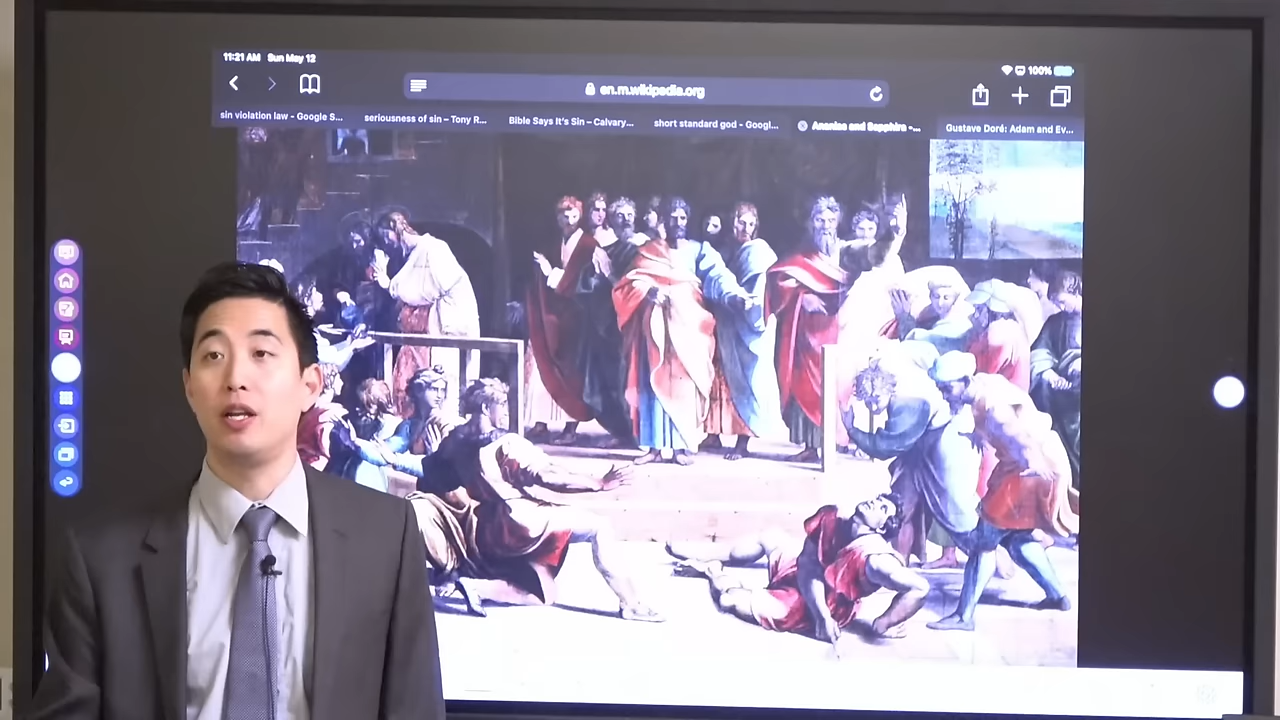 11:21 AM Sun May 12
100%
en.m.wikipedia.org
sin violation law - Google S...
seriousness of sin – Tony R...
Bible Says It's Sin – Calvary...
short standard god - Googl...
Ananias and Sapphira -...
Gustave Doré: Adam and Ev...